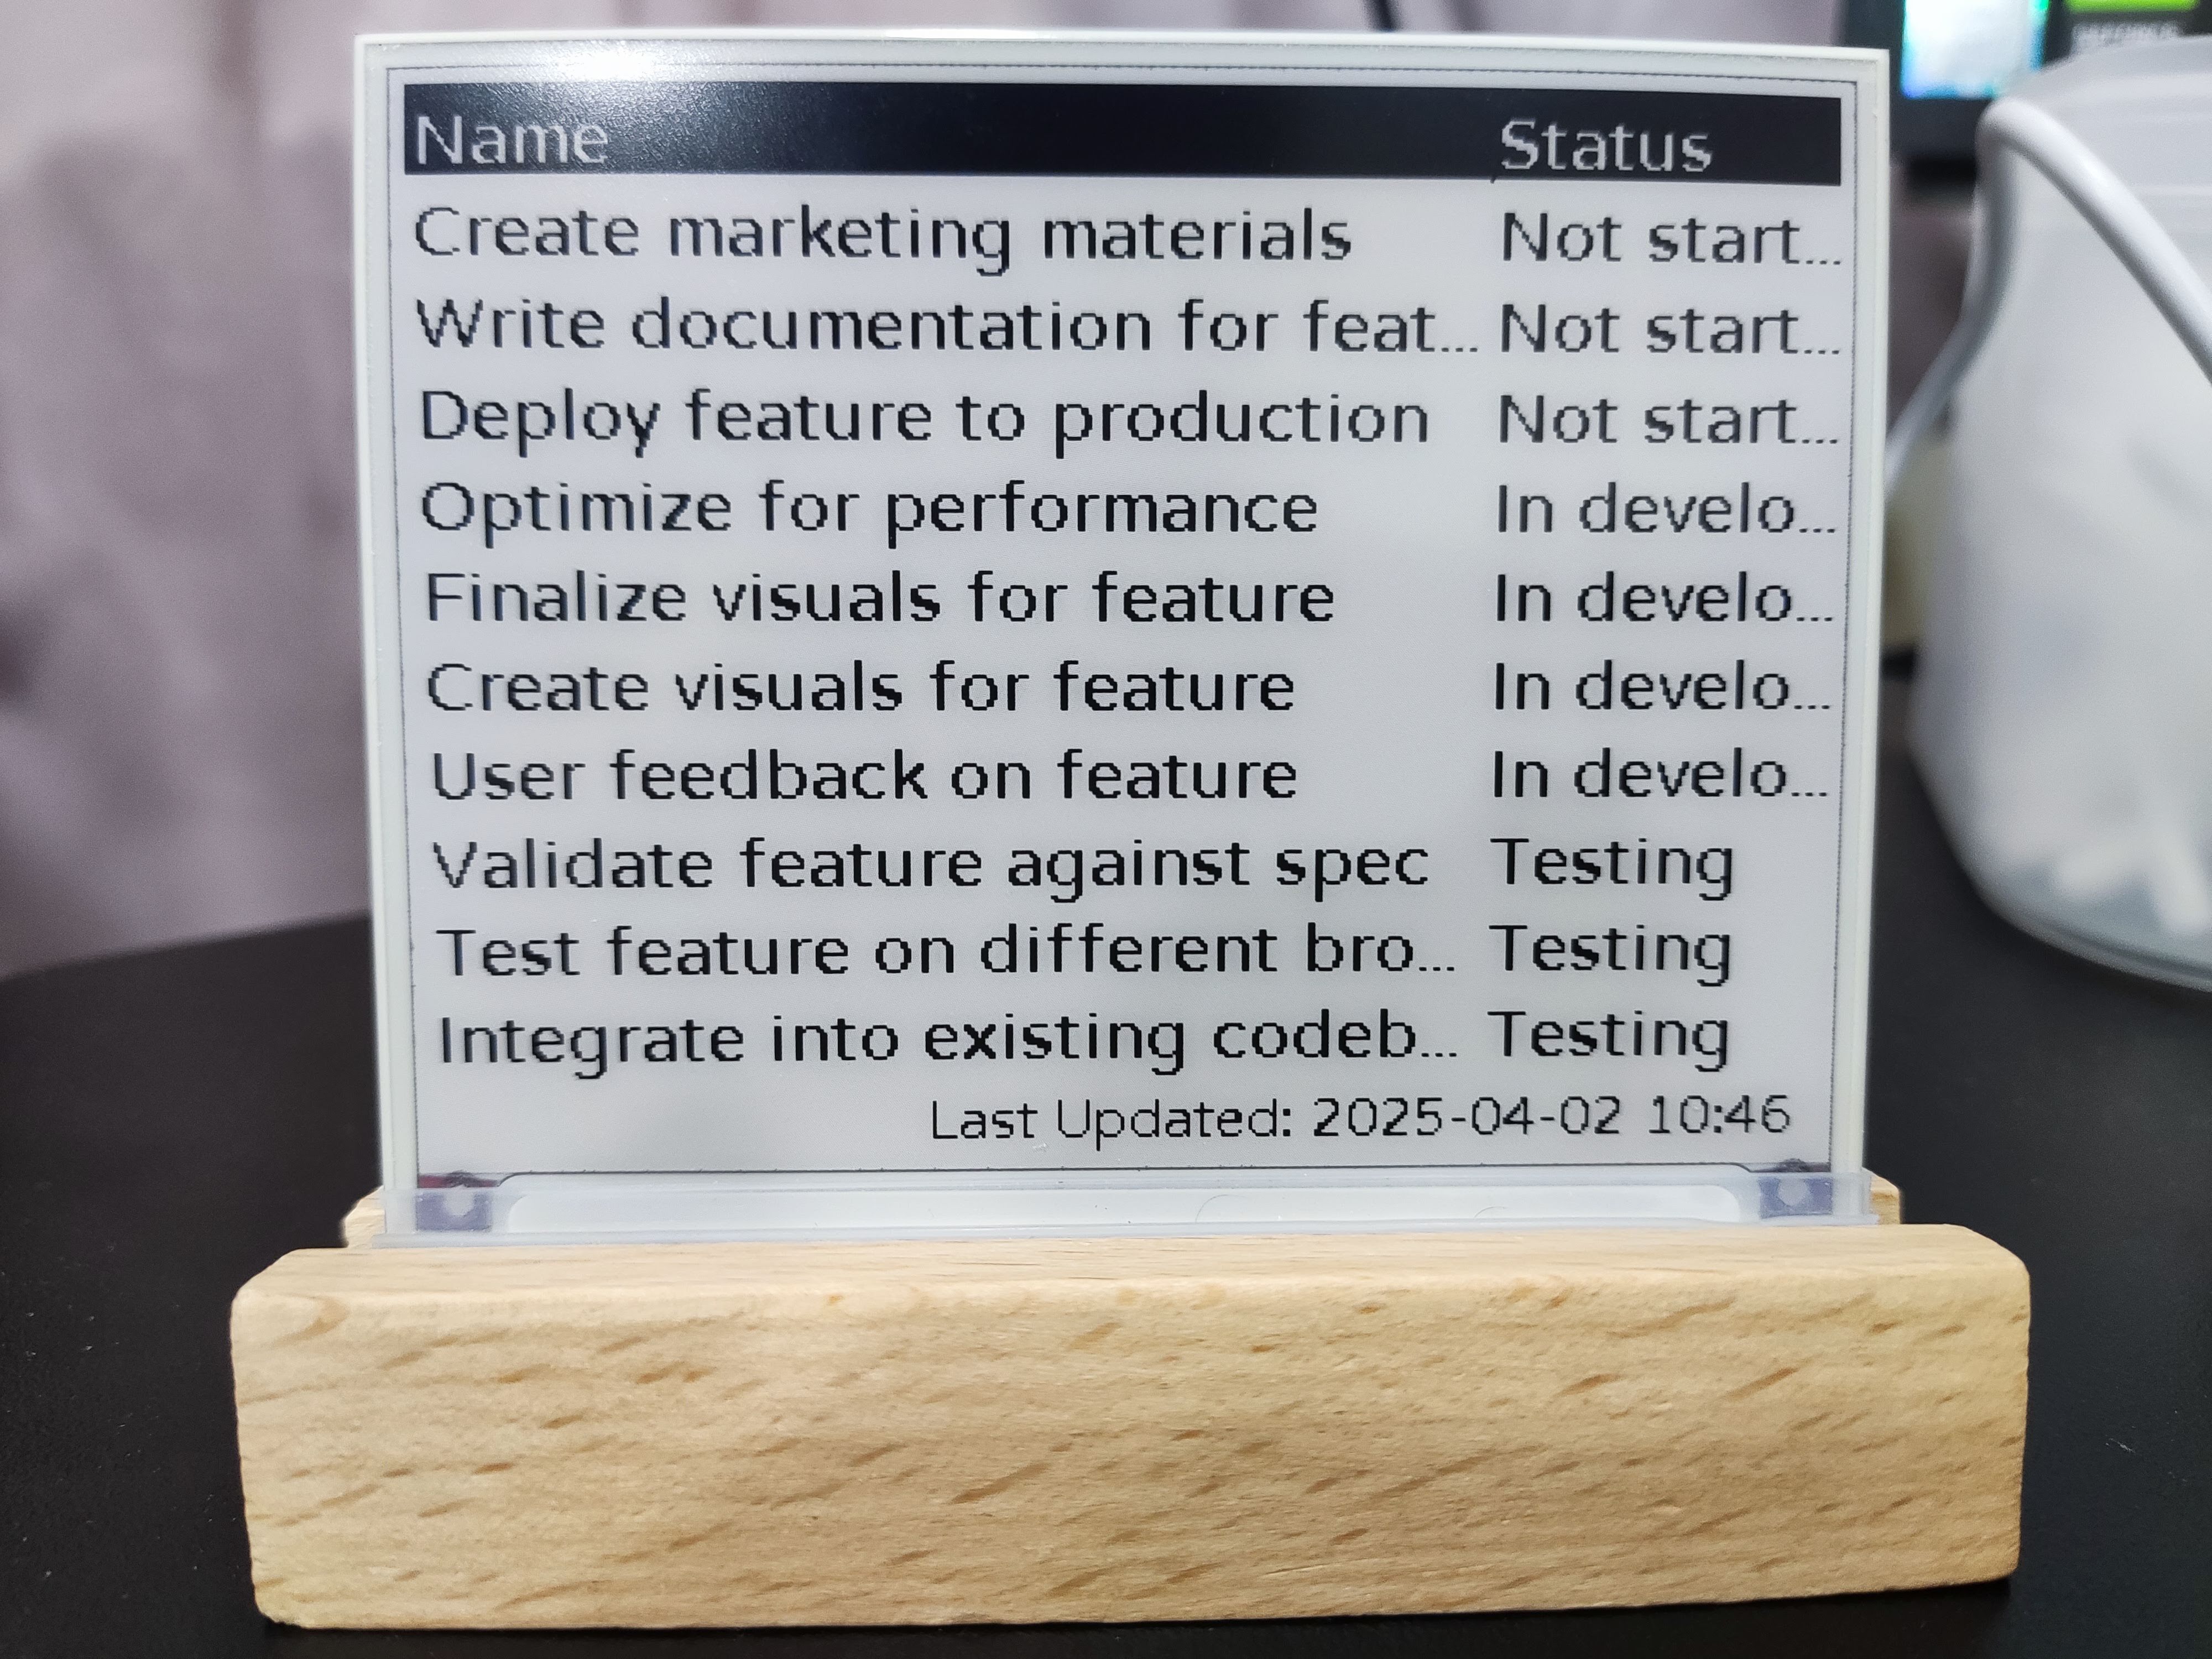 Name Status
Create marketing materials Not start...
Write documentation for feat... Not start...
Deploy feature to production Not start...
Optimize for performance In develo...
Finalize visuals for feature In develo...
Create visuals for feature In develo...
User feedback on feature In develo...
Validate feature against spec Testing
Test feature on different bro... Testing
Integrate into existing codeb... Testing
Last Updated: 2025-04-02 10:46